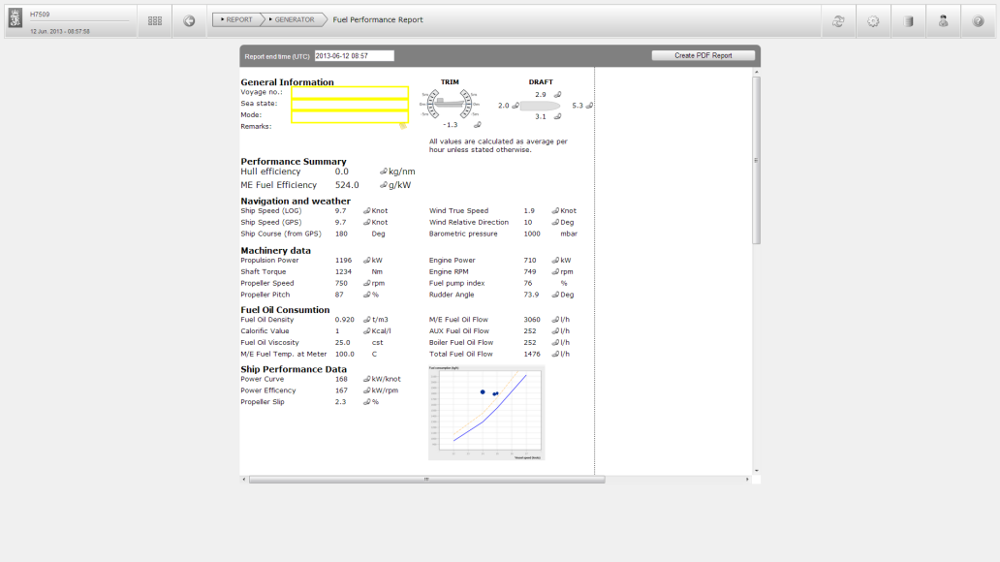 H7509
12 Jun. 2013 - 08:57:58
REPORT
GENERATOR
Fuel Performance Report
Report end time (UTC) 2013-06-12 08:57
Create PDF Report
General Information
Voyage no.:
Sea state:
Mode:
Remarks:
TRIM
-1.3
DRAFT
2.9
2.0
5.3
3.1
All values are calculated as average per
hour unless stated otherwise.
Performance Summary
Hull efficiency 0.0 kg/nm
ME Fuel Efficiency 524.0 g/kW
Navigation and weather
Ship Speed (LOG) 9.7 Knot Wind True Speed 1.9 Knot
Ship Speed (GPS) 9.7 Knot Wind Relative Direction 10 Deg
Ship Course (from GPS) 180 Deg Barometric pressure 1000 mbar
Machinery data
Propulsion Power 1196 kW Engine Power 710 kW
Shaft Torque 1234 Nm Engine RPM 749 rpm
Propeller Speed 750 rpm Fuel pump index 76 %
Propeller Pitch 87 % Rudder Angle 73.9 Deg
Fuel Oil Consumtion
Fuel Oil Density 0.920 t/m3 M/E Fuel Oil Flow 3060 l/h
Calorific Value 1 Kcal/l AUX Fuel Oil Flow 252 l/h
Fuel Oil Viscosity 25.0 cst Boiler Fuel Oil Flow 252 l/h
M/E Fuel Temp. at Meter 100.0 C Total Fuel Oil Flow 1476 l/h
Ship Performance Data
Power Curve 168 kW/knot
Power Efficency 167 kW/rpm
Propeller Slip 2.3 %
Fuel consumption (kg/h)
Vessel speed (knots)